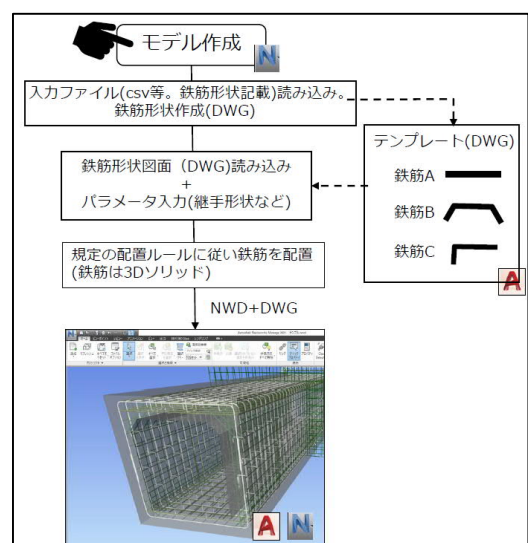 モデル作成
N
入力ファイル(csv等。鉄筋形状記載)読み込み。
鉄筋形状作成(DWG)
テンプレート(DWG)
鉄筋A
鉄筋B
鉄筋C
A
鉄筋形状図面（DWG)読み込み
+
パラメータ入力(継手形状など)
規定の配置ルールに従い鉄筋を配置
(鉄筋は3Dソリッド)
NWD+DWG
A N